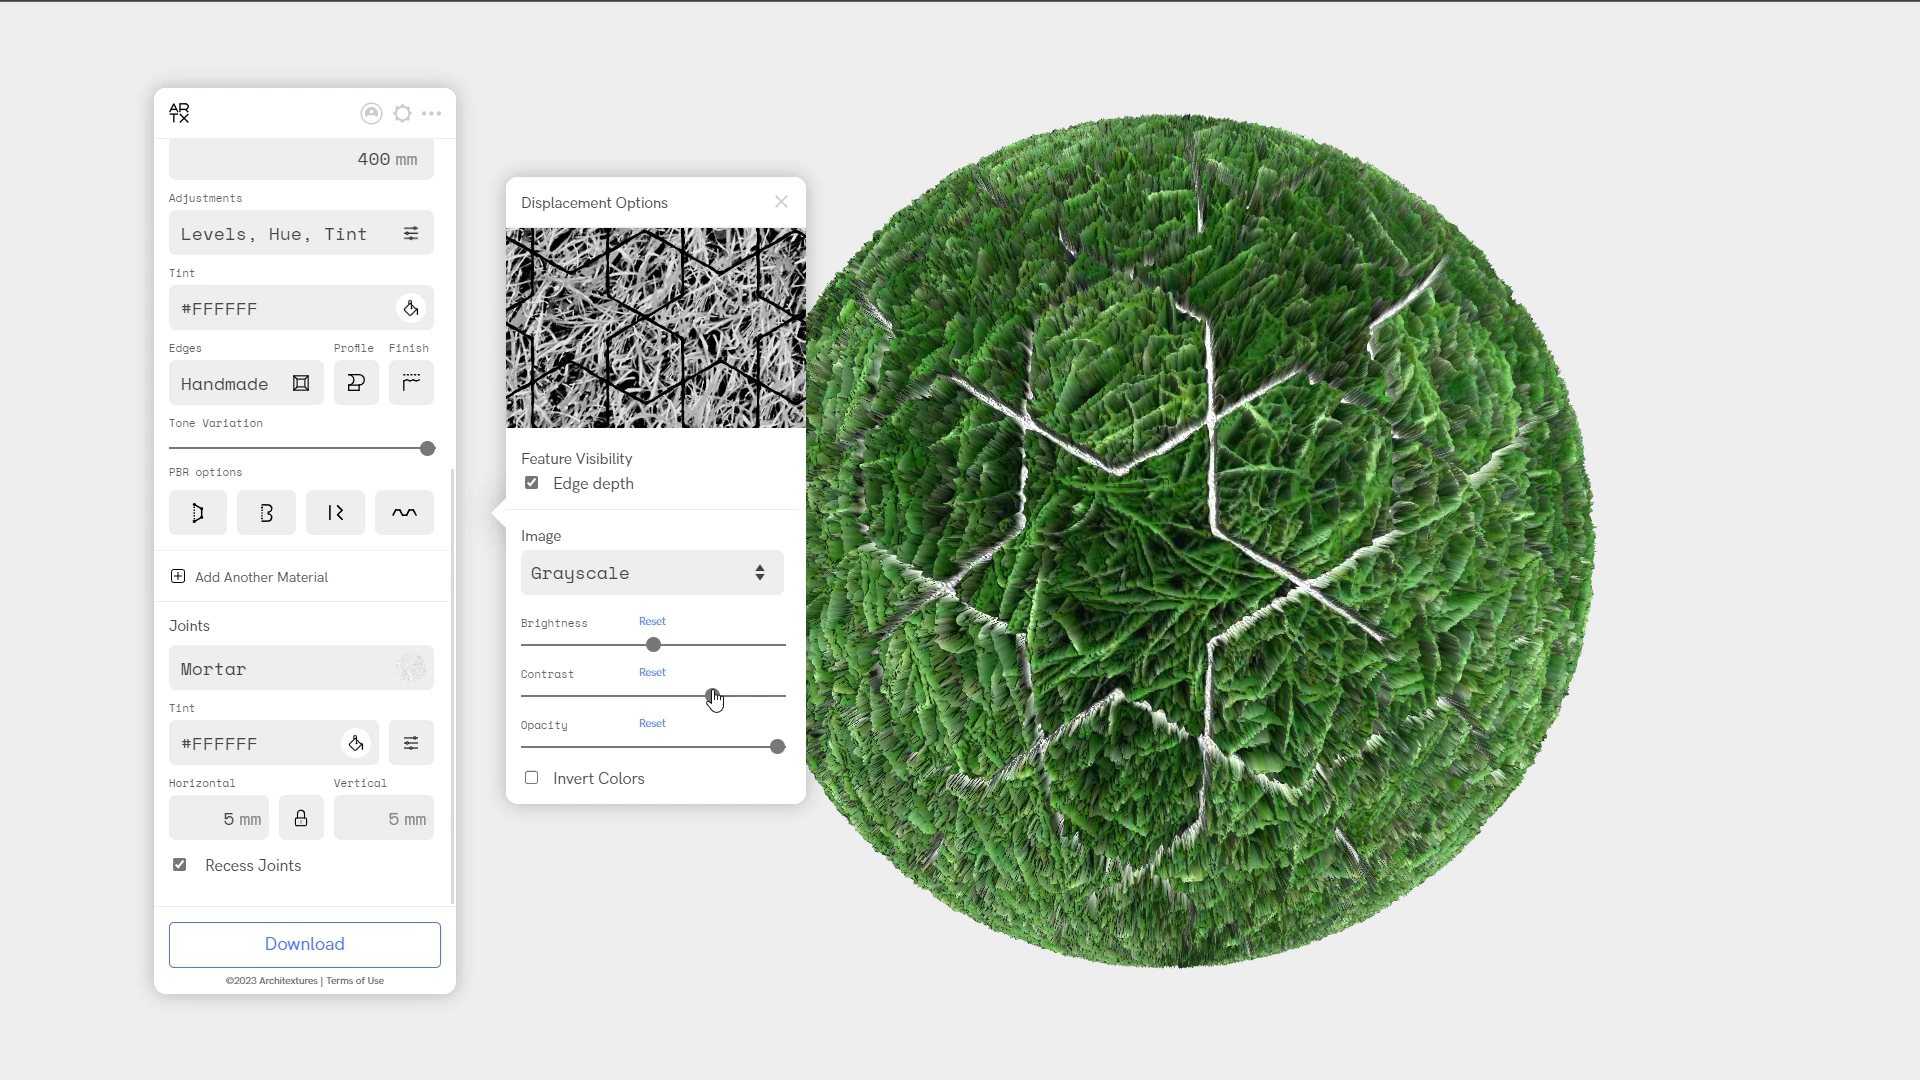 AR
TX
400 mm
Adjustments
Levels, Hue, Tint
Tint
#FFFFFF
Edges Profile Finish
Handmade
Tone Variation
PBR options
Add Another Material
Joints
Mortar
Tint
#FFFFFF
Horizontal Vertical
5 mm 5 mm
Recess Joints
Download
©2023 Architextures | Terms of Use
Displacement Options
Feature Visibility
Edge depth
Image
Grayscale
Brightness Reset
Contrast Reset
Opacity Reset
Invert Colors